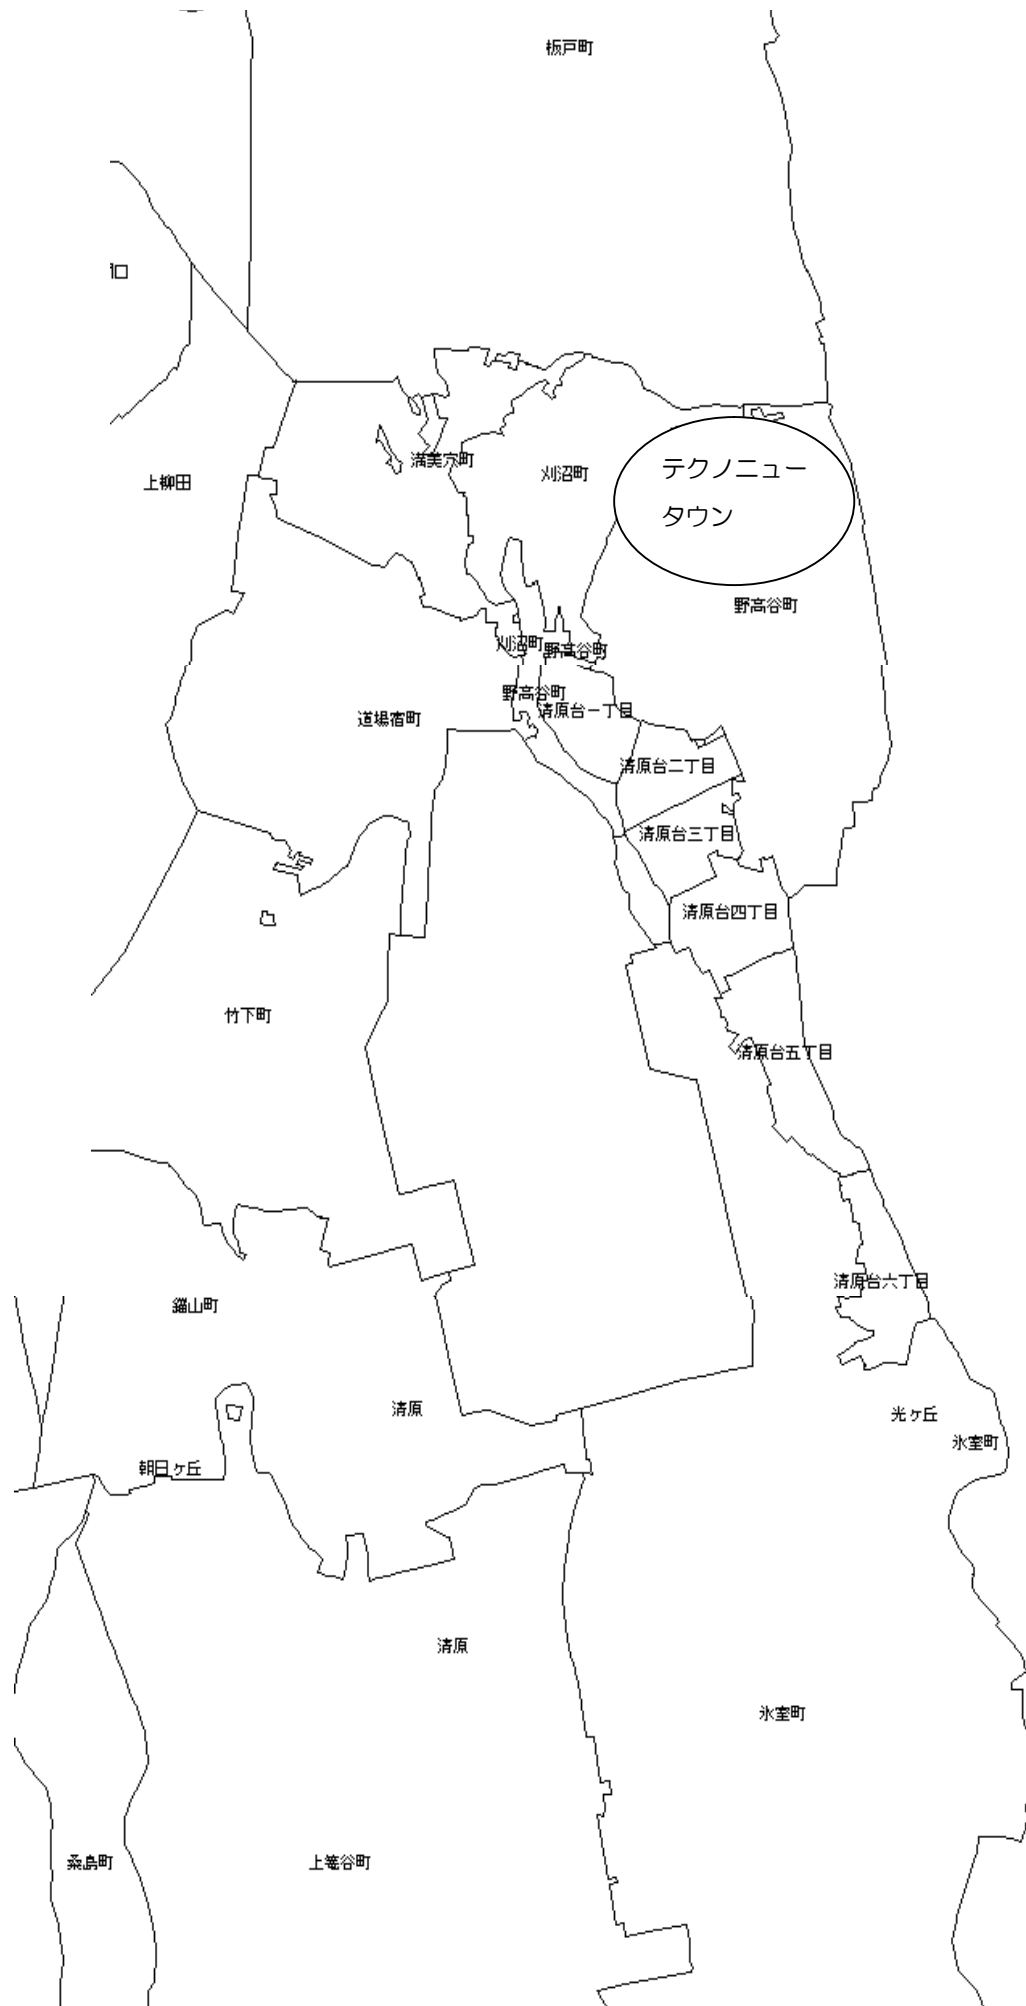 板戸町
上柳田
満美穴町
刈沼町
テクノニュー
タウン
野高谷町
刈沼町
野高谷町
野高谷町
清原台一丁目
道場宿町
清原台二丁目
清原台三丁目
清原台四丁目
竹下町
清原台五丁目
清原台六丁目
鐺山町
清原
光ヶ丘
氷室町
朝日ヶ丘
清原
氷室町
桑島町
上篭谷町